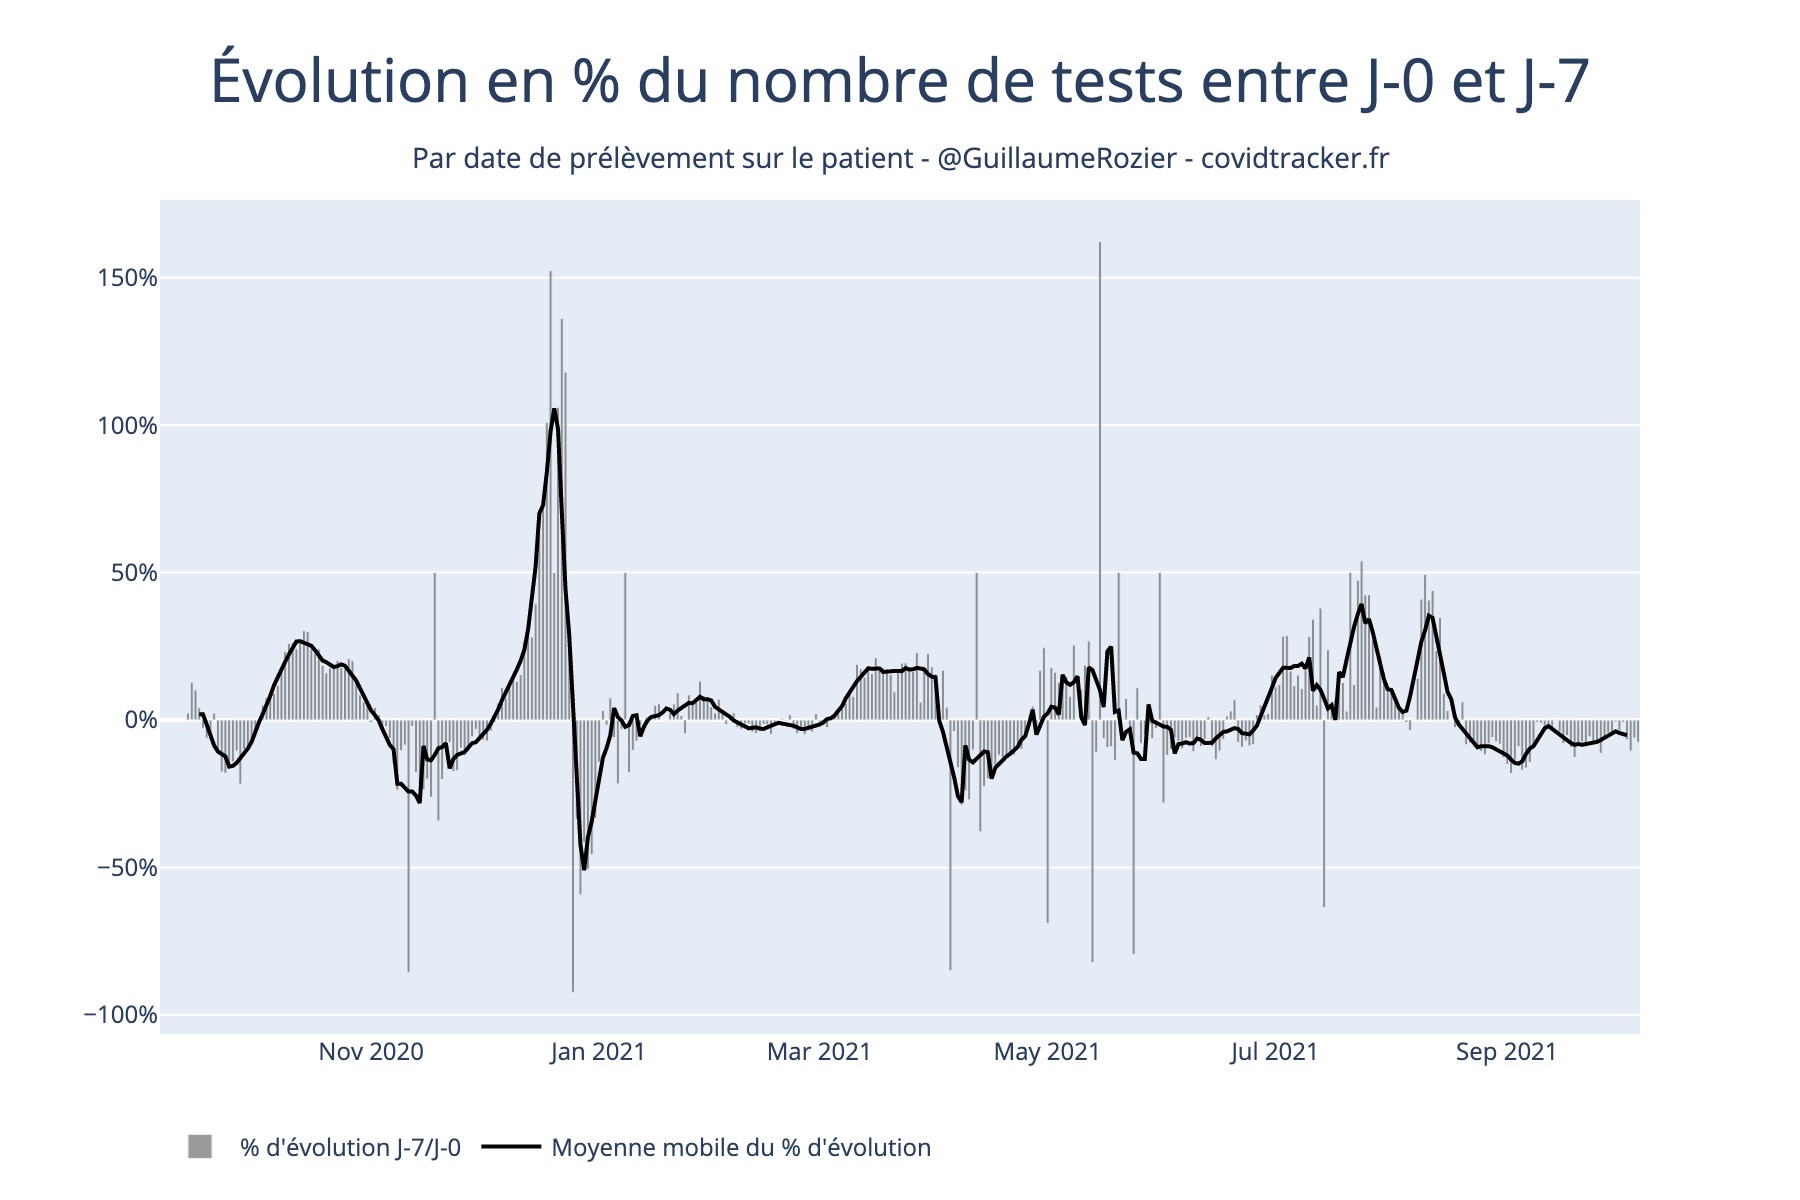 Évolution en % du nombre de tests entre J-0 et J-7
Par date de prélèvement sur le patient - @GuillaumeRozier - covidtracker.fr
150%
100%
50%
0%
−50%
−100%
Nov 2020 Jan 2021 Mar 2021 May 2021 Jul 2021 Sep 2021
% d'évolution J-7/J-0 Moyenne mobile du % d'évolution